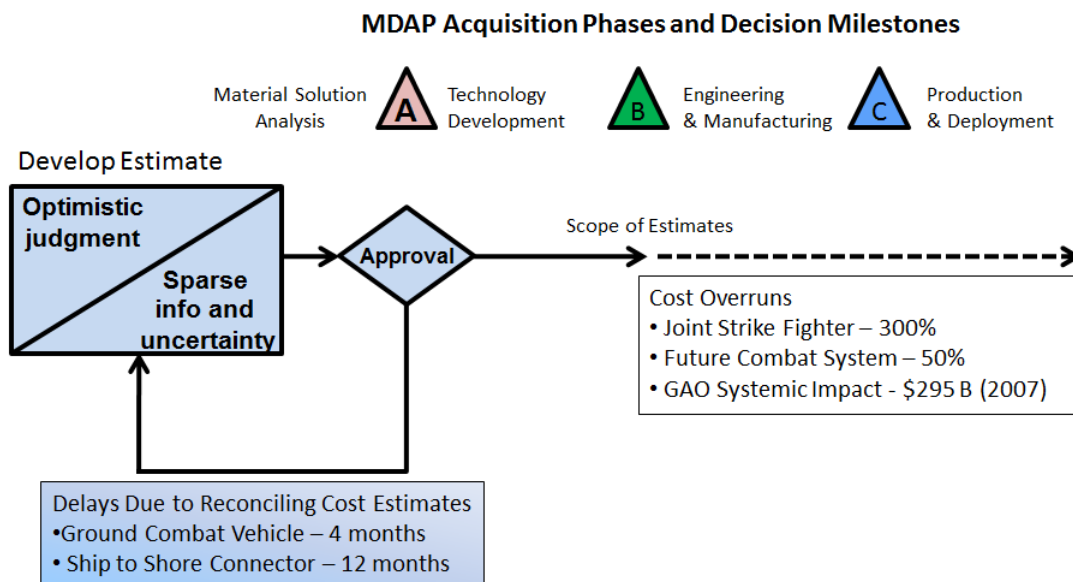 MDAP Acquisition Phases and Decision Milestones
Material Solution
Analysis
A
Technology
Development
B
Engineering
& Manufacturing
C
Production
& Deployment
Develop Estimate
Optimistic
judgment
Sparse
info and
uncertainty
Approval
Scope of Estimates
Cost Overruns
• Joint Strike Fighter – 300%
• Future Combat System – 50%
• GAO Systemic Impact - $295 B (2007)
Delays Due to Reconciling Cost Estimates
•Ground Combat Vehicle – 4 months
• Ship to Shore Connector – 12 months